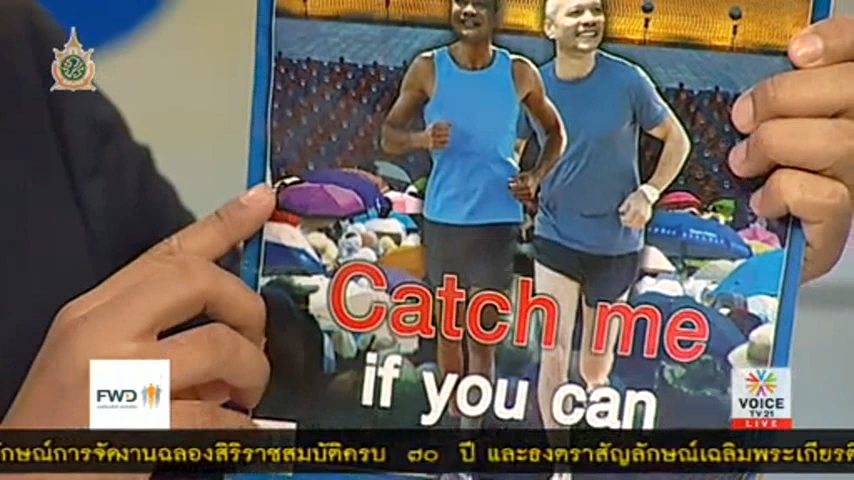 Catch me
if you can
FWD
VOICE
TV 21
LIVE
ลักษณ์การจัดงานฉลองสิริราชสมบัติครบ ๗๐ ปี และธงตราสัญลักษณ์เฉลิมพระเกียรติ